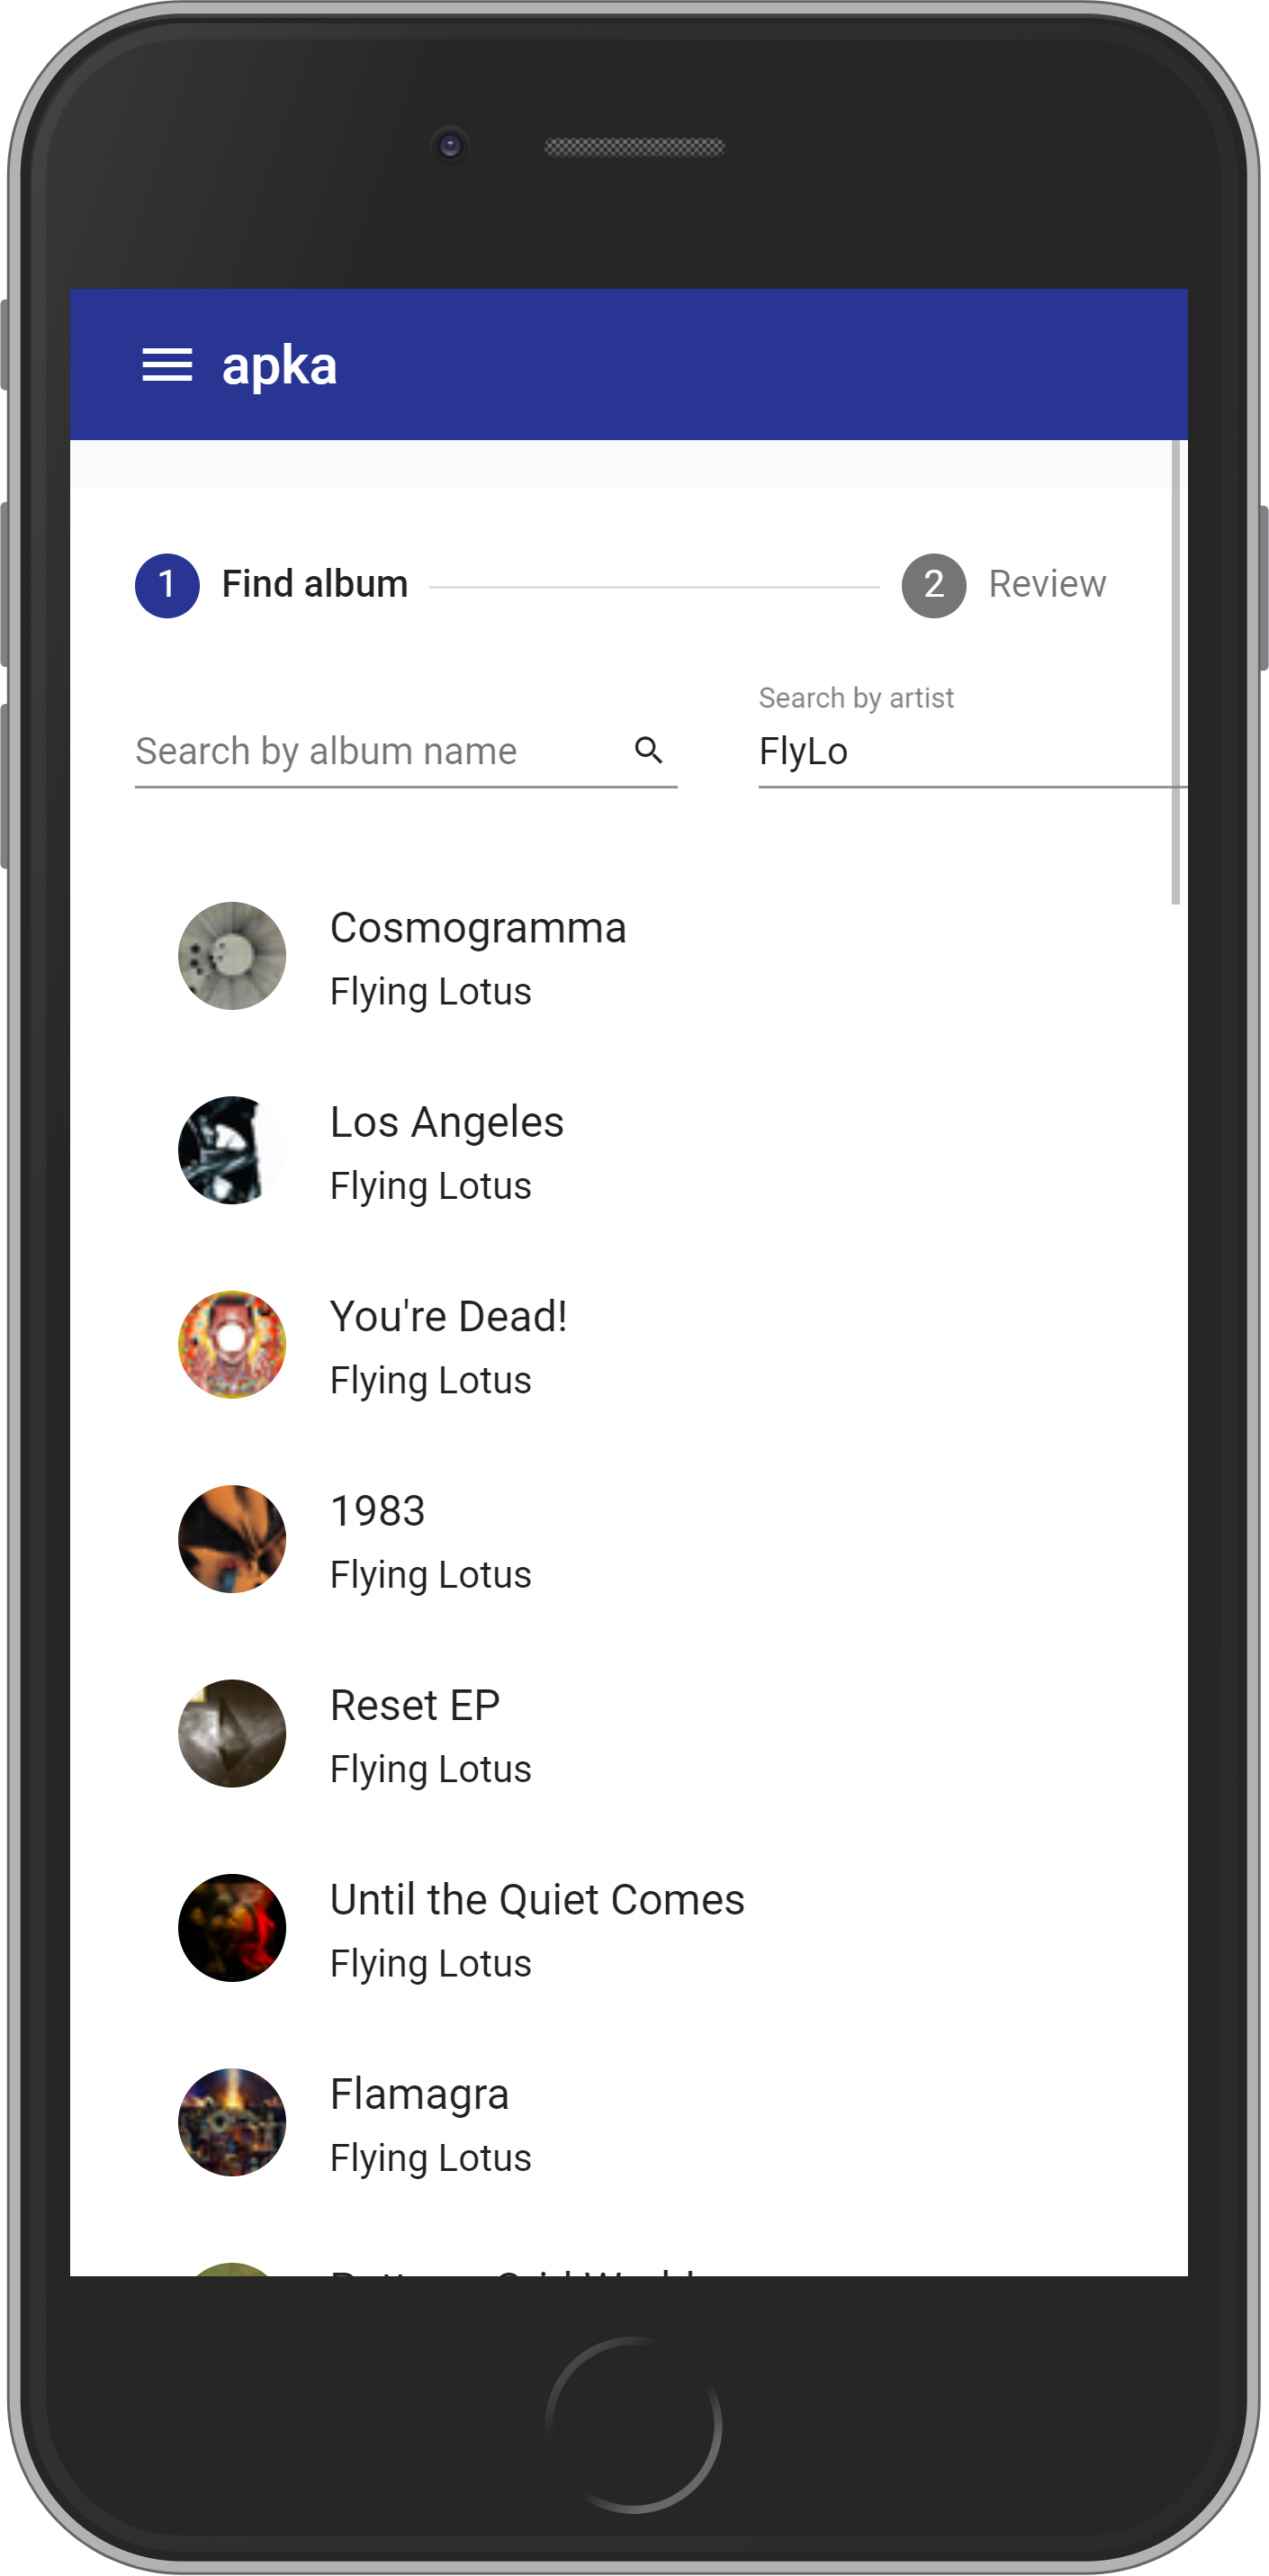 apka
1 Find album 2 Review
Search by artist
Search by album name FlyLo
Cosmogramma
Flying Lotus
Los Angeles
Flying Lotus
You're Dead!
Flying Lotus
1983
Flying Lotus
Reset EP
Flying Lotus
Until the Quiet Comes
Flying Lotus
Flamagra
Flying Lotus